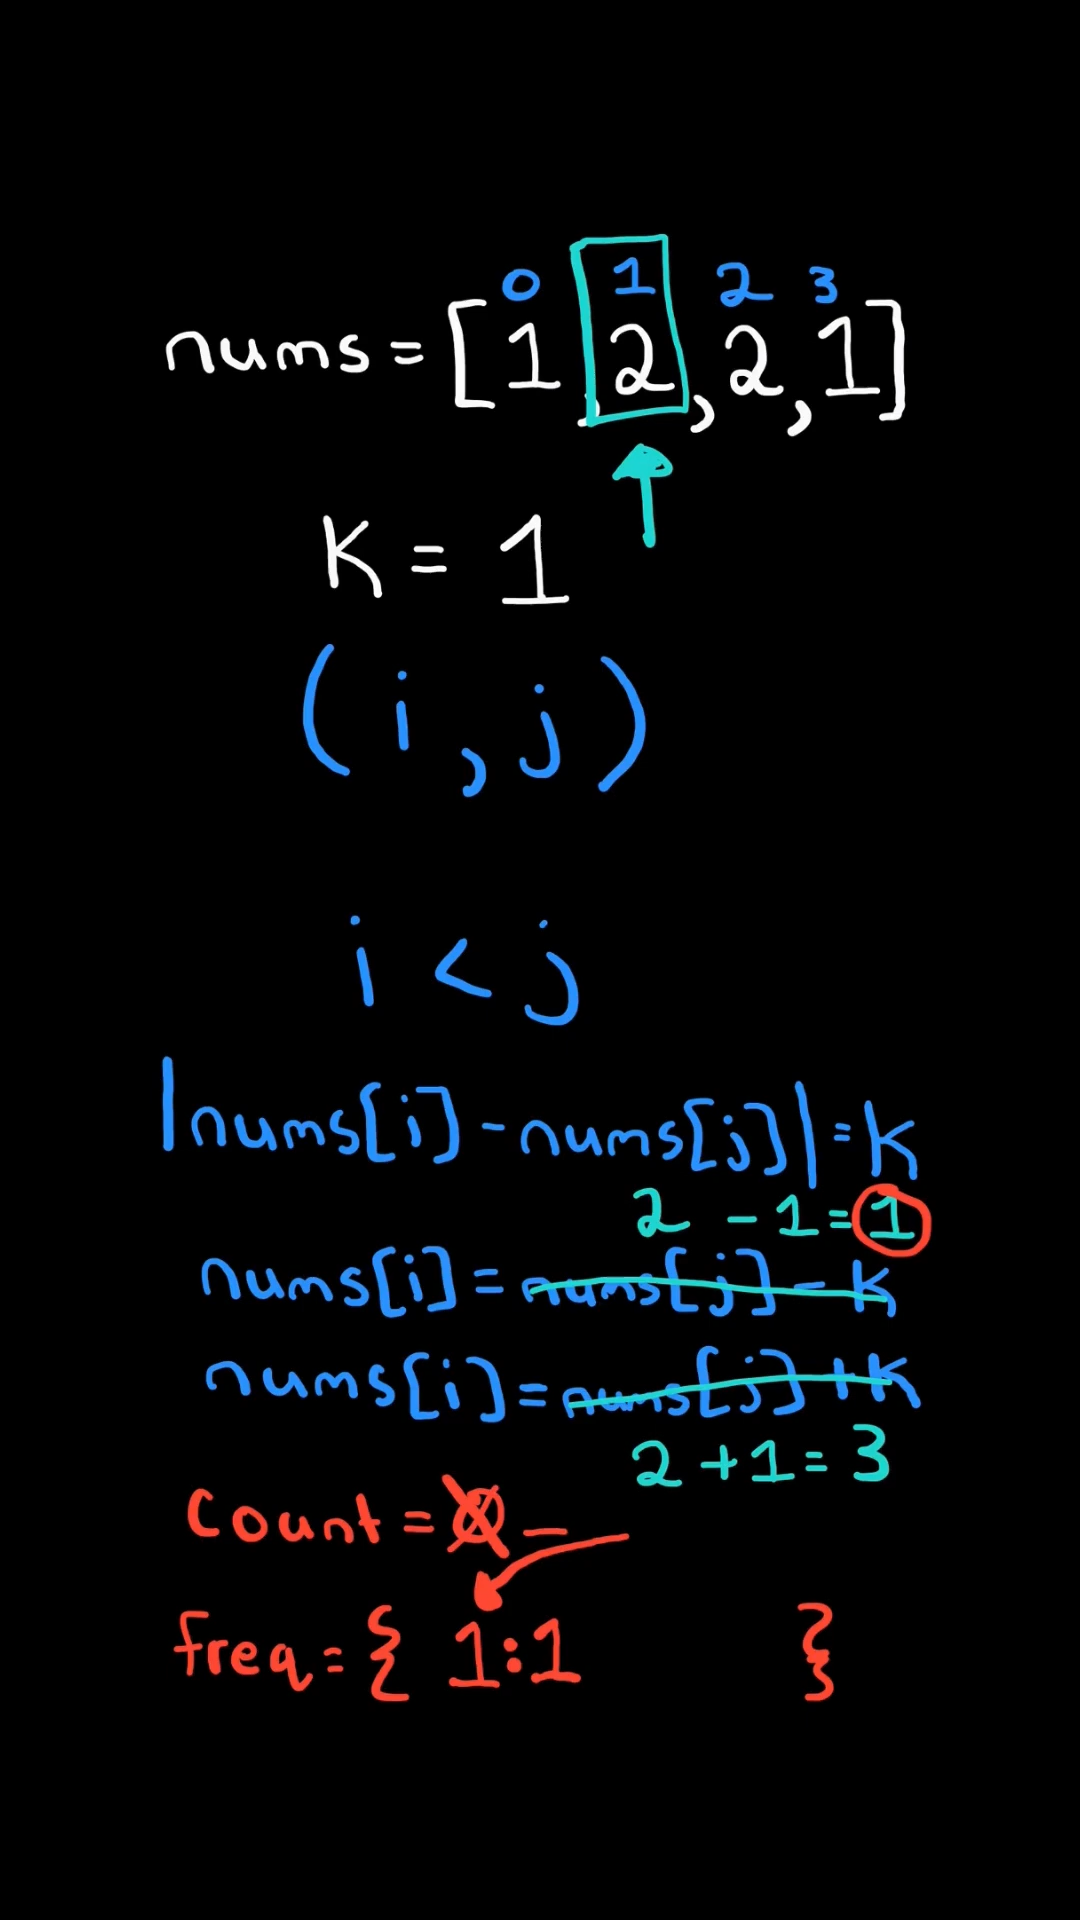 0 1 2 3
nums = [1, 2, 2, 1]
K = 1
(i, j)
i < j
|nums[i] - nums[j]| = K
2 - 1 = 1
nums[i] = nums[j] - K
nums[i] = nums[j] + K
2 + 1 = 3
Count = 0
freq = { 1:1 }